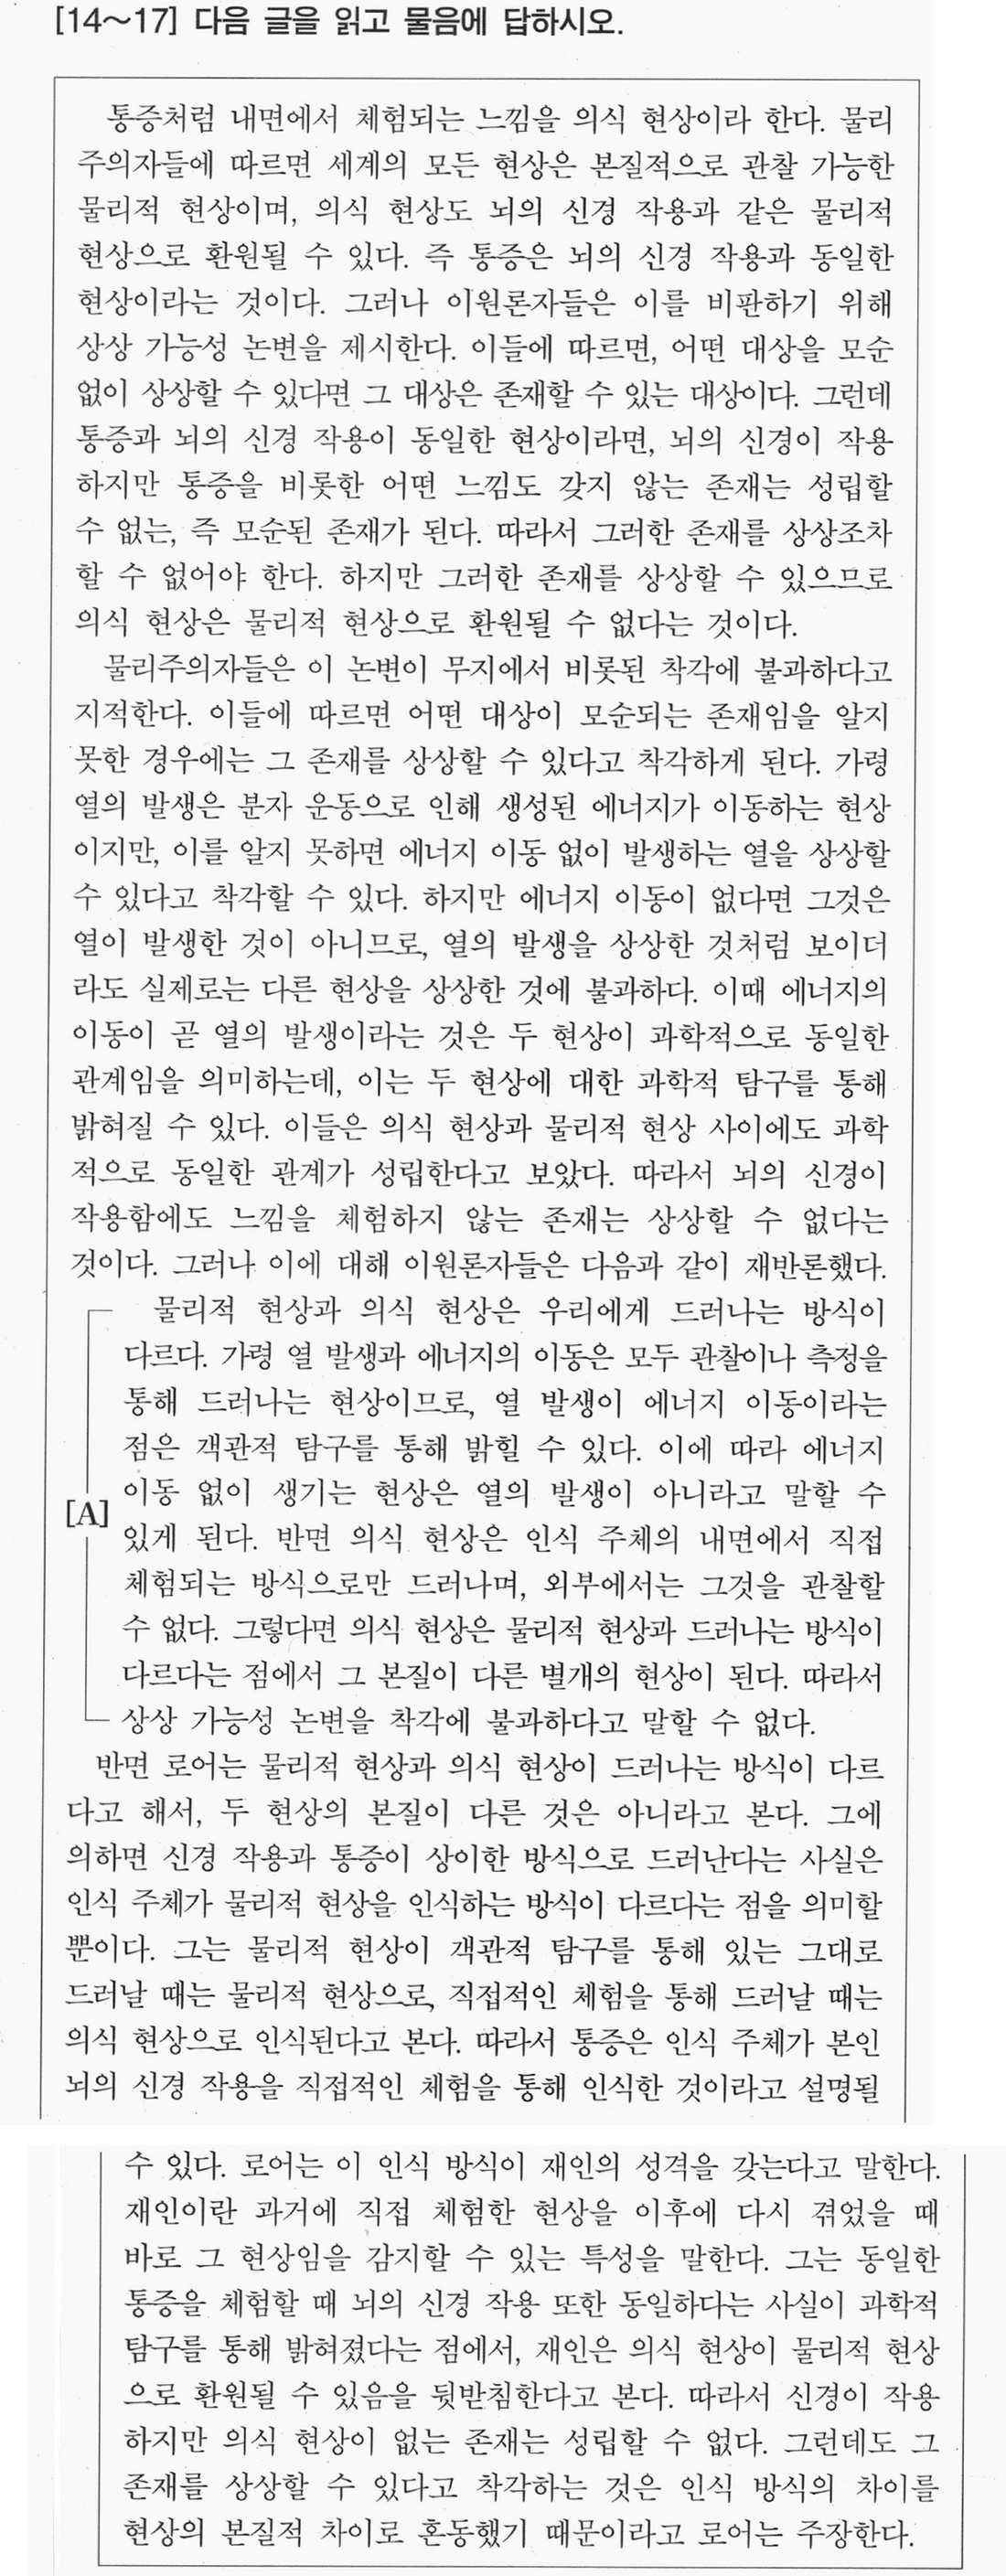 [14~17] 다음 글을 읽고 물음에 답하시오.
통증처럼 내면에서 체험되는 느낌을 의식 현상이라 한다. 물리
주의자들에 따르면 세계의 모든 현상은 본질적으로 관찰 가능한
물리적 현상이며, 의식 현상도 뇌의 신경 작용과 같은 물리적
현상으로 환원될 수 있다. 즉 통증은 뇌의 신경 작용과 동일한
현상이라는 것이다. 그러나 이원론자들은 이를 비판하기 위해
상상 가능성 논변을 제시한다. 이들에 따르면, 어떤 대상을 모순
없이 상상할 수 있다면 그 대상은 존재할 수 있는 대상이다. 그런데
통증과 뇌의 신경 작용이 동일한 현상이라면, 뇌의 신경이 작용
하지만 통증을 비롯한 어떤 느낌도 갖지 않는 존재는 성립할
수 없는, 즉 모순된 존재가 된다. 따라서 그러한 존재를 상상조차
할 수 없어야 한다. 하지만 그러한 존재를 상상할 수 있으므로
의식 현상은 물리적 현상으로 환원될 수 없다는 것이다.
물리주의자들은 이 논변이 무지에서 비롯된 착각에 불과하다고
지적한다. 이들에 따르면 어떤 대상이 모순되는 존재임을 알지
못한 경우에는 그 존재를 상상할 수 있다고 착각하게 된다. 가령
열의 발생은 분자 운동으로 인해 생성된 에너지가 이동하는 현상
이지만, 이를 알지 못하면 에너지 이동 없이 발생하는 열을 상상할
수 있다고 착각할 수 있다. 하지만 에너지 이동이 없다면 그것은
열이 발생한 것이 아니므로, 열의 발생을 상상한 것처럼 보이더
라도 실제로는 다른 현상을 상상한 것에 불과하다. 이때 에너지의
이동이 곧 열의 발생이라는 것은 두 현상이 과학적으로 동일한
관계임을 의미하는데, 이는 두 현상에 대한 과학적 탐구를 통해
밝혀질 수 있다. 이들은 의식 현상과 물리적 현상 사이에도 과학
적으로 동일한 관계가 성립한다고 보았다. 따라서 뇌의 신경이
작용함에도 느낌을 체험하지 않는 존재는 상상할 수 없다는
것이다. 그러나 이에 대해 이원론자들은 다음과 같이 재반론했다.
물리적 현상과 의식 현상은 우리에게 드러나는 방식이
다르다. 가령 열 발생과 에너지의 이동은 모두 관찰이나 측정을
통해 드러나는 현상이므로, 열 발생이 에너지 이동이라는
점은 객관적 탐구를 통해 밝힐 수 있다. 이에 따라 에너지
이동 없이 생기는 현상은 열의 발생이 아니라고 말할 수
[A]
있게 된다. 반면 의식 현상은 인식 주체의 내면에서 직접
체험되는 방식으로만 드러나며, 외부에서는 그것을 관찰할
수 없다. 그렇다면 의식 현상은 물리적 현상과 드러나는 방식이
다르다는 점에서 그 본질이 다른 별개의 현상이 된다. 따라서
상상 가능성 논변을 착각에 불과하다고 말할 수 없다.
반면 로어는 물리적 현상과 의식 현상이 드러나는 방식이 다르
다고 해서, 두 현상의 본질이 다른 것은 아니라고 본다. 그에
의하면 신경 작용과 통증이 상이한 방식으로 드러난다는 사실은
인식 주체가 물리적 현상을 인식하는 방식이 다르다는 점을 의미할
뿐이다. 그는 물리적 현상이 객관적 탐구를 통해 있는 그대로
드러날 때는 물리적 현상으로, 직접적인 체험을 통해 드러날 때는
의식 현상으로 인식된다고 본다. 따라서 통증은 인식 주체가 본인
뇌의 신경 작용을 직접적인 체험을 통해 인식한 것이라고 설명될
수 있다. 로어는 이 인식 방식이 재인의 성격을 갖는다고 말한다.
재인이란 과거에 직접 체험한 현상을 이후에 다시 겪었을 때
바로 그 현상임을 감지할 수 있는 특성을 말한다. 그는 동일한
통증을 체험할 때 뇌의 신경 작용 또한 동일하다는 사실이 과학적
탐구를 통해 밝혀졌다는 점에서, 재인은 의식 현상이 물리적 현상
으로 환원될 수 있음을 뒷받침한다고 본다. 따라서 신경이 작용
하지만 의식 현상이 없는 존재는 성립할 수 없다. 그런데도 그
존재를 상상할 수 있다고 착각하는 것은 인식 방식의 차이를
현상의 본질적 차이로 혼동했기 때문이라고 로어는 주장한다.